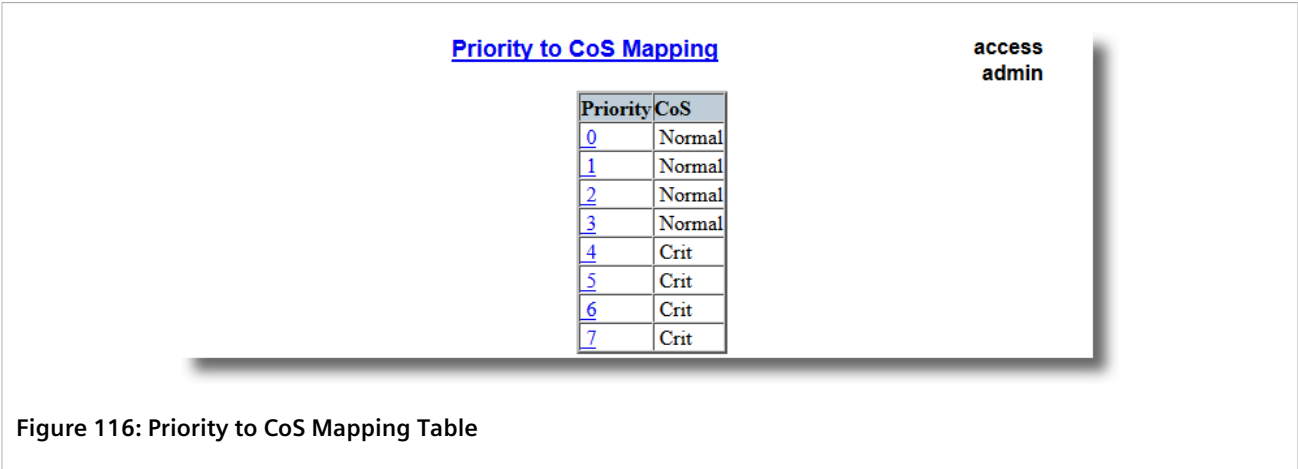 Priority to CoS Mapping
access
admin
Priority CoS
0 Normal
1 Normal
2 Normal
3 Normal
4 Crit
5 Crit
6 Crit
7 Crit
Figure 116: Priority to CoS Mapping Table